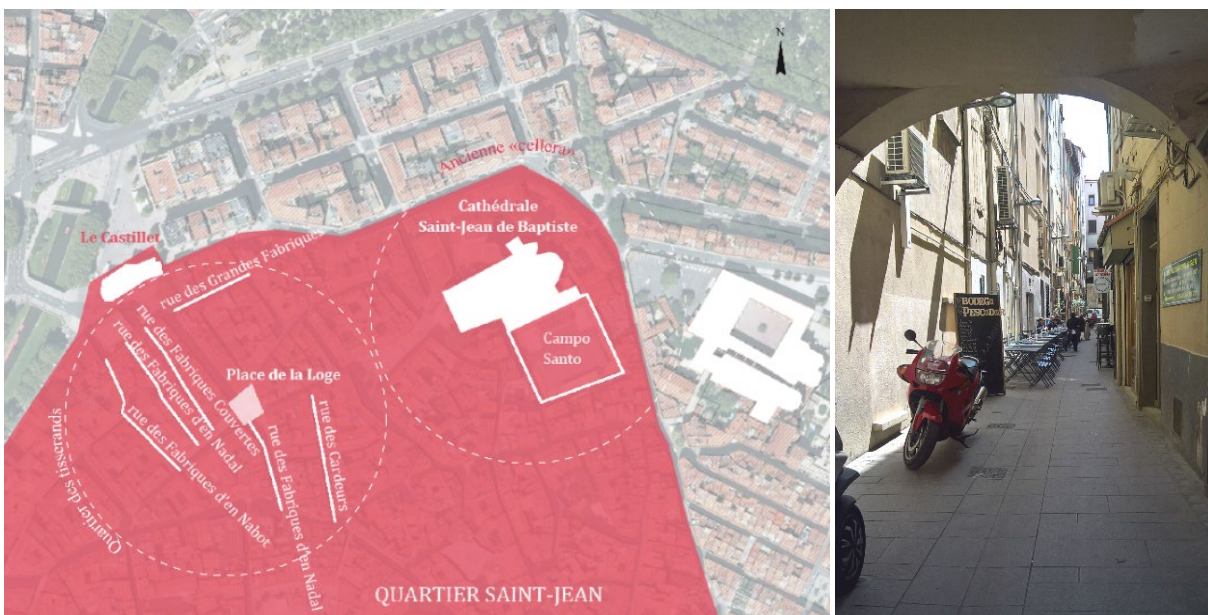 N
Ancienne «cellera»
Cathédrale
Saint-Jean de Baptiste
Le Castillet
rue des Grandes Fabriques
rue des Fabriques Couvertes
rue des Fabriques d'en Nadal
rue des Fabriques d'en Nabot
Place de la Loge
Campo
Santo
rue des Cardeurs
rue des Fabriques d'en Nadal
Quartier des tisserands
QUARTIER SAINT-JEAN
BODEGA